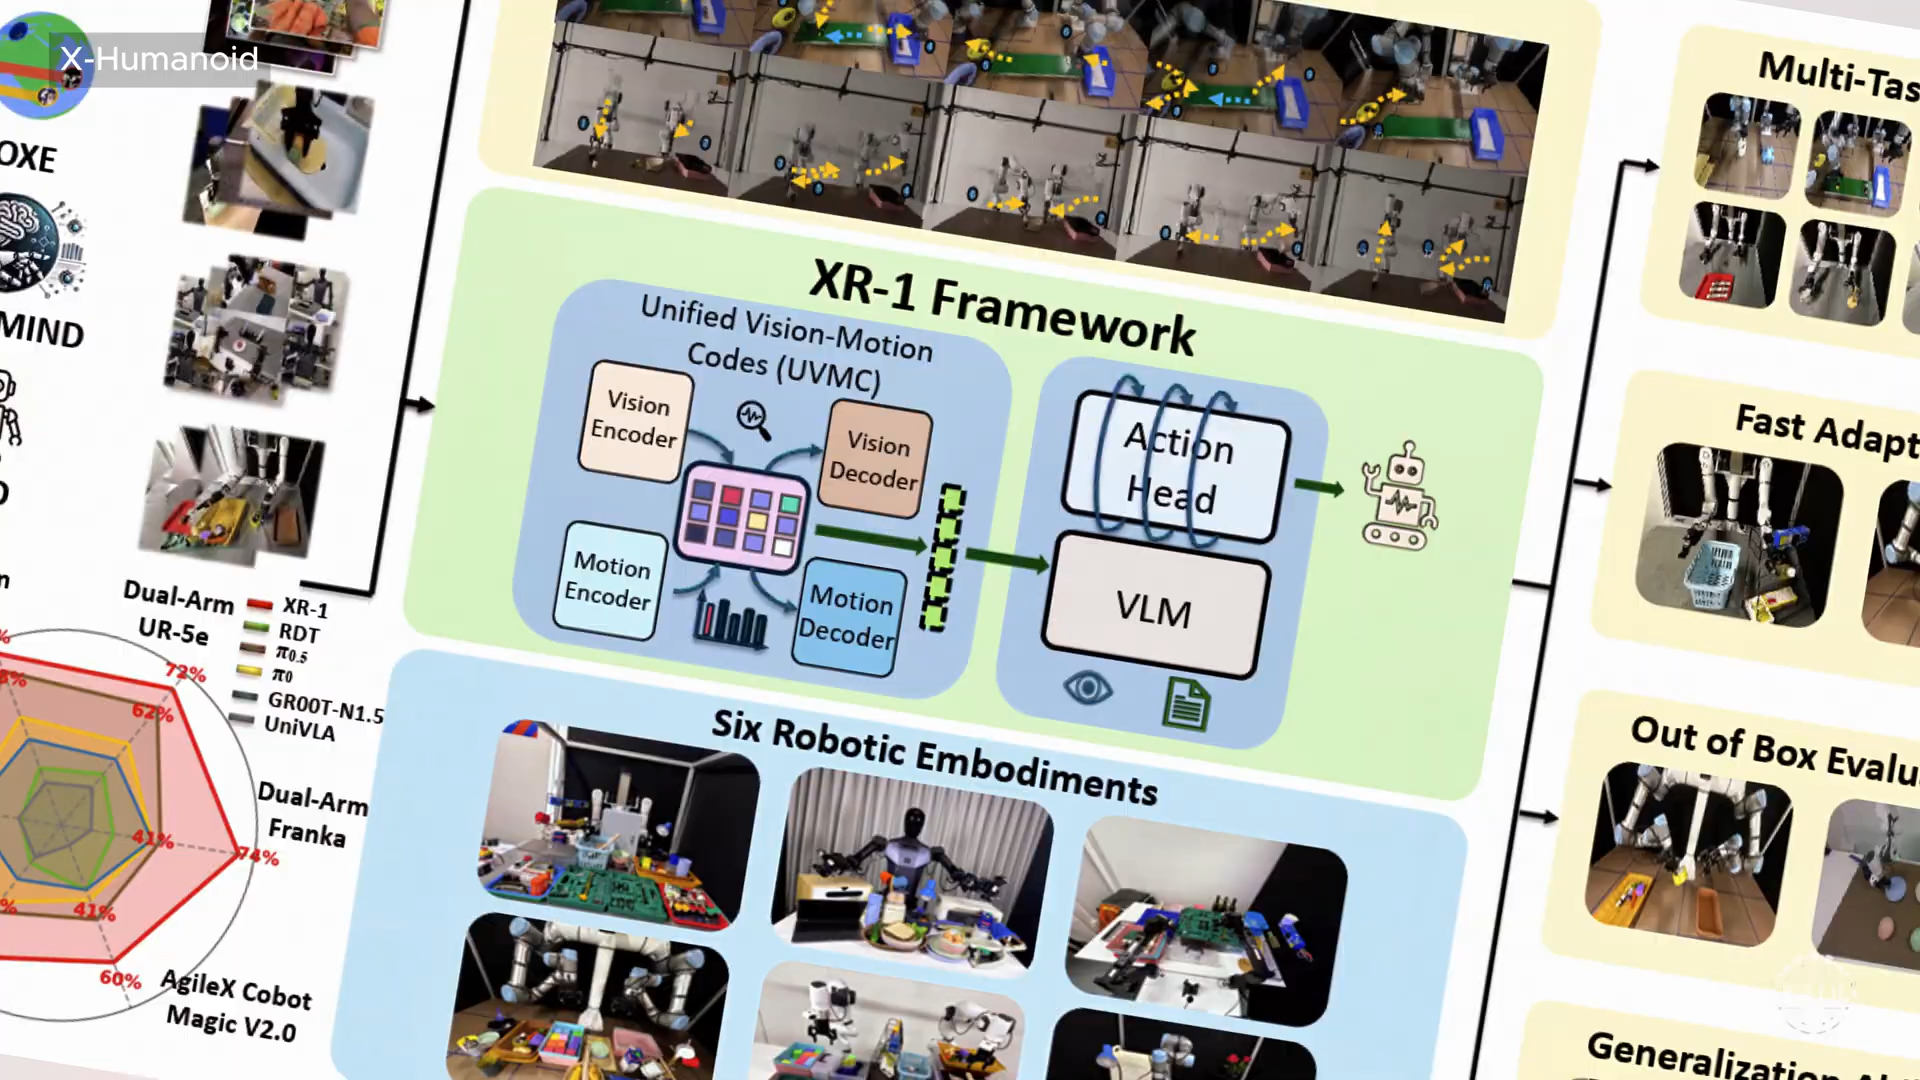 X-Humanoid
OXE
MIND
Dual-Arm
UR-5e
XR-1
RDT
π0.5
π0
GR00T-N1.5
UniVLA
72%
62%
Dual-Arm
Franka
41%
74%
41%
60%
AgileX Cobot
Magic V2.0
XR-1 Framework
Unified Vision-Motion
Codes (UVMC)
Vision
Encoder
Vision
Decoder
Motion
Encoder
Motion
Decoder
Action
Head
VLM
Six Robotic Embodiments
Multi-Tas
Fast Adapt
Out of Box Evalu
Generalization